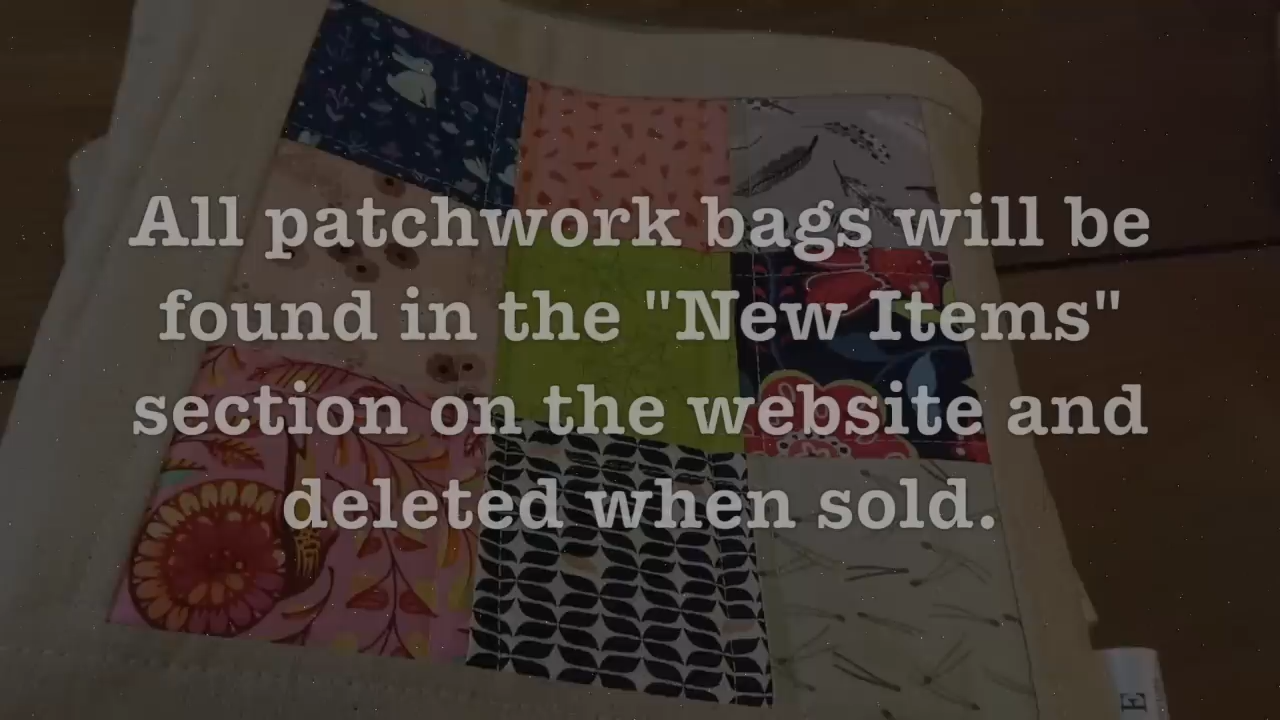 All patchwork bags will be
found in the "New Items"
section on the website and
deleted when sold.
E